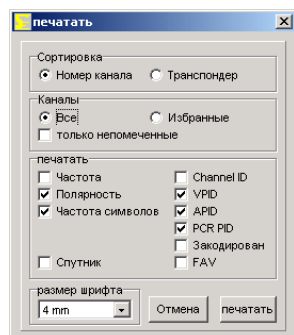 печатать
Сортировка
Номер канала Транспондер
Каналы
Все Избранные
только непомеченные
печатать
Частота Channel ID
Полярность VPID
Частота символов APID
PCR PID
Закодирован
Спутник FAV
размер шрифта
4 mm Отмена печатать